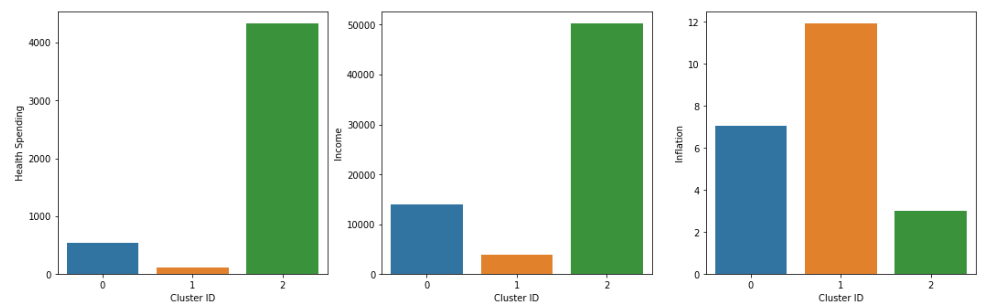 Health Spending
4000
3000
2000
1000
0
0 1 2
Cluster ID
Income
50000
40000
30000
20000
10000
0
0 1 2
Cluster ID
Inflation
12
10
8
6
4
2
0
0 1 2
Cluster ID